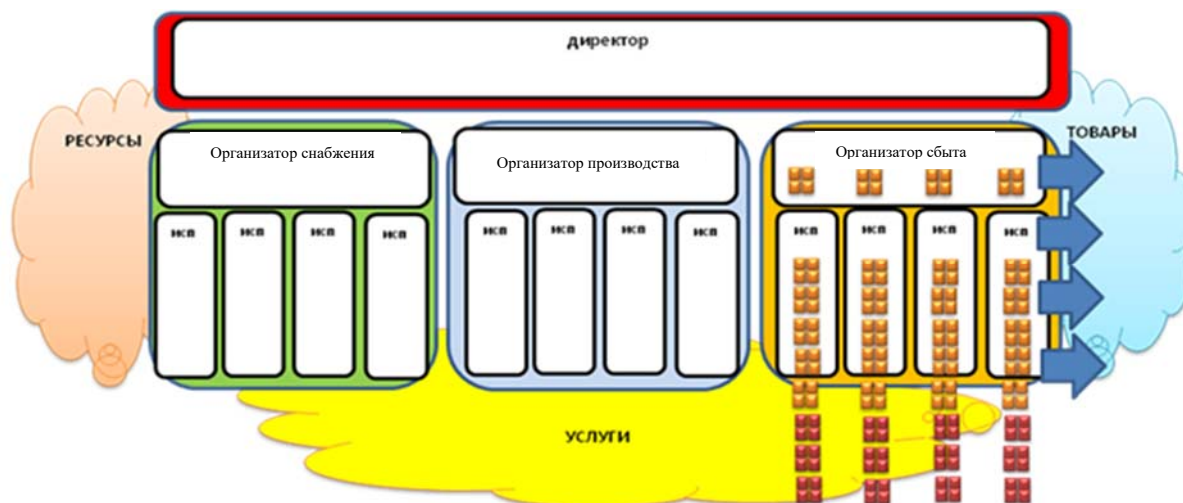 директор
РЕСУРСЫ
ТОВАРЫ
Организатор снабжения
Организатор производства
Организатор сбыта
исп
исп
исп
исп
исп
исп
исп
исп
исп
исп
исп
исп
УСЛУГИ